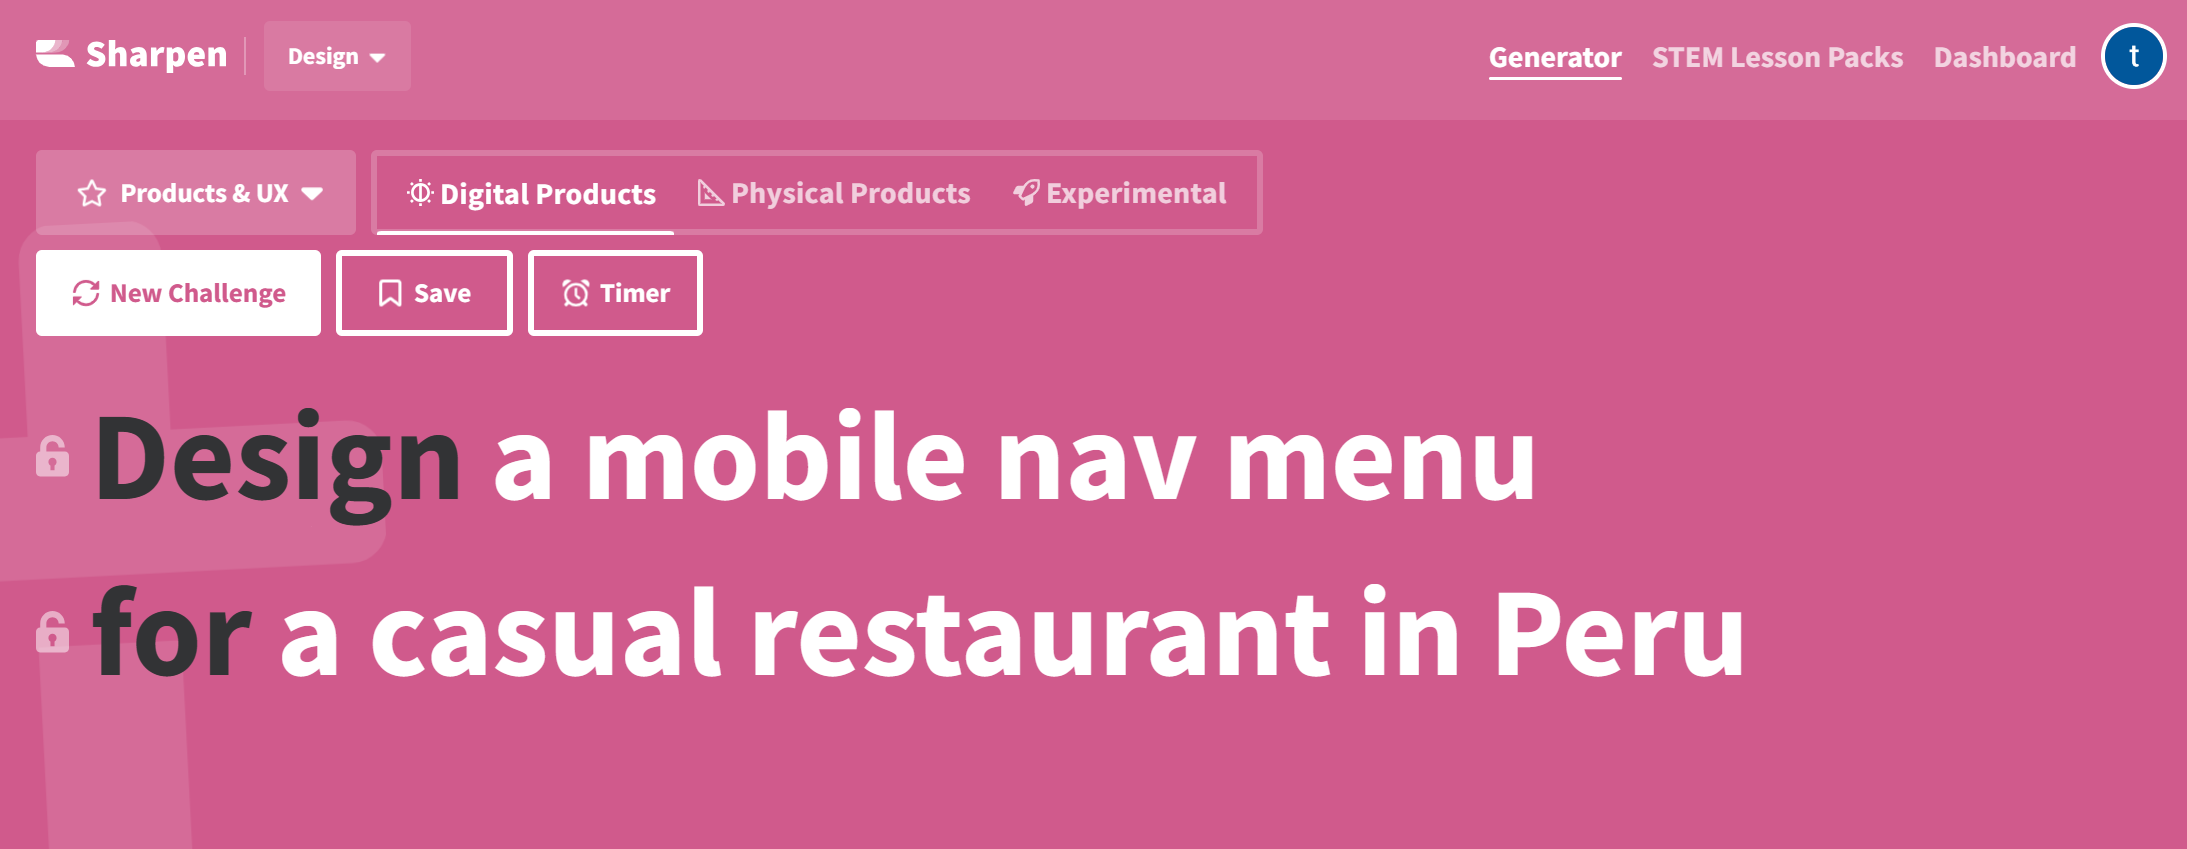 Sharpen Design Generator STEM Lesson Packs Dashboard t
Products & UX Digital Products Physical Products Experimental
New Challenge Save Timer
Design a mobile nav menu
for a casual restaurant in Peru